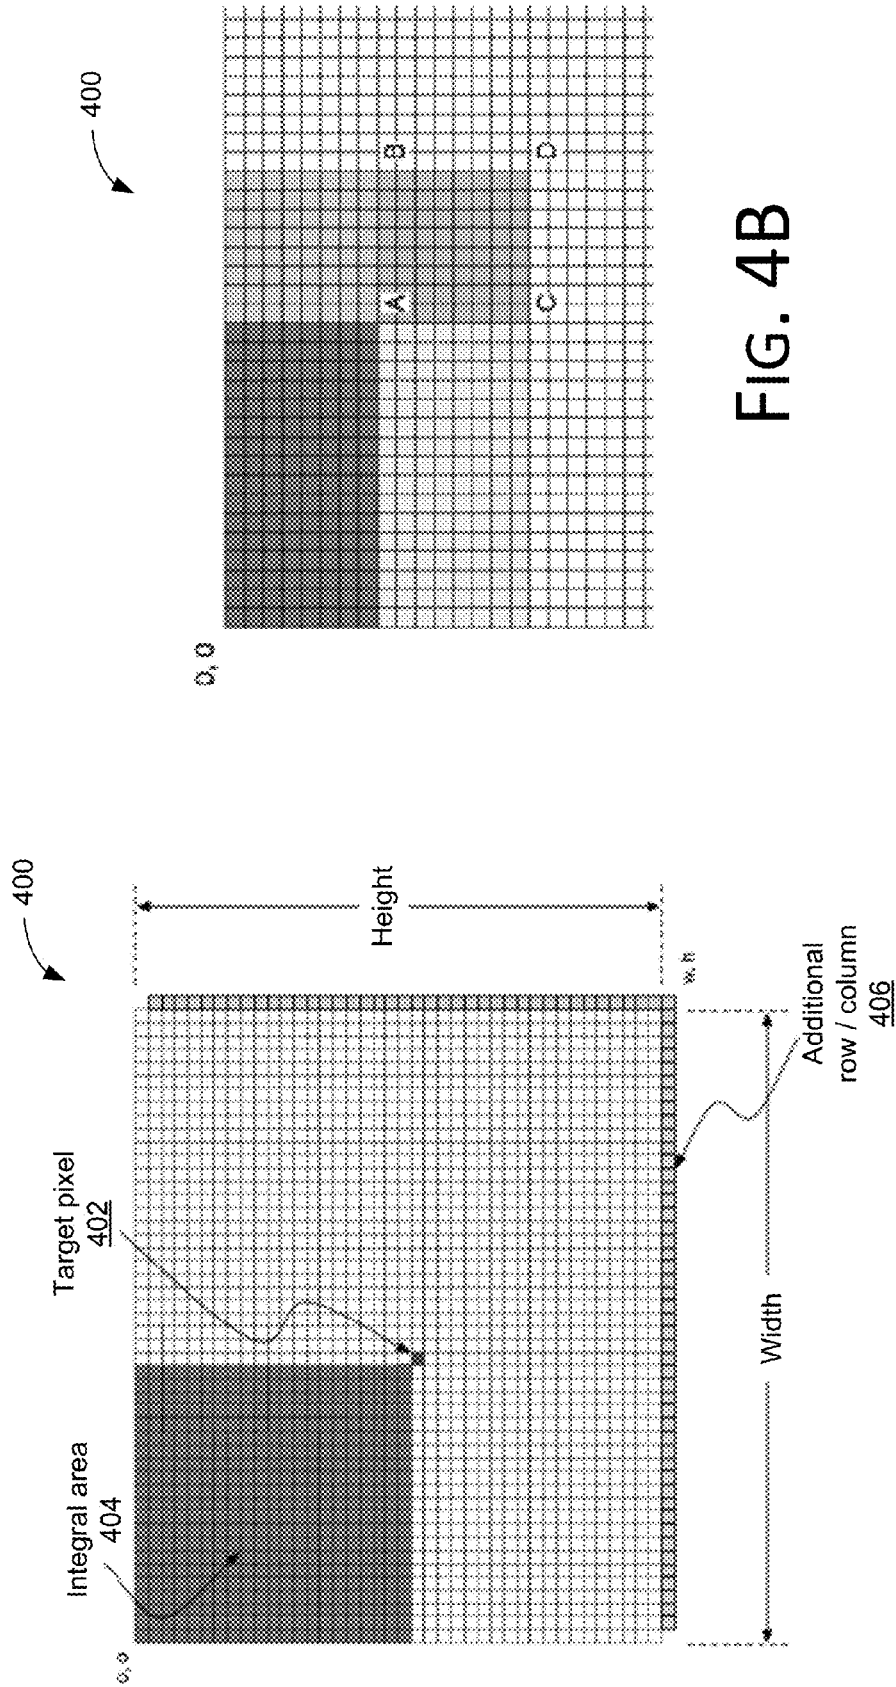 400
Target pixel
402
Integral area
404
0, 0
Height
w, h
Width
Additional
row / column
406
400
0, 0
A
B
C
D
FIG. 4B